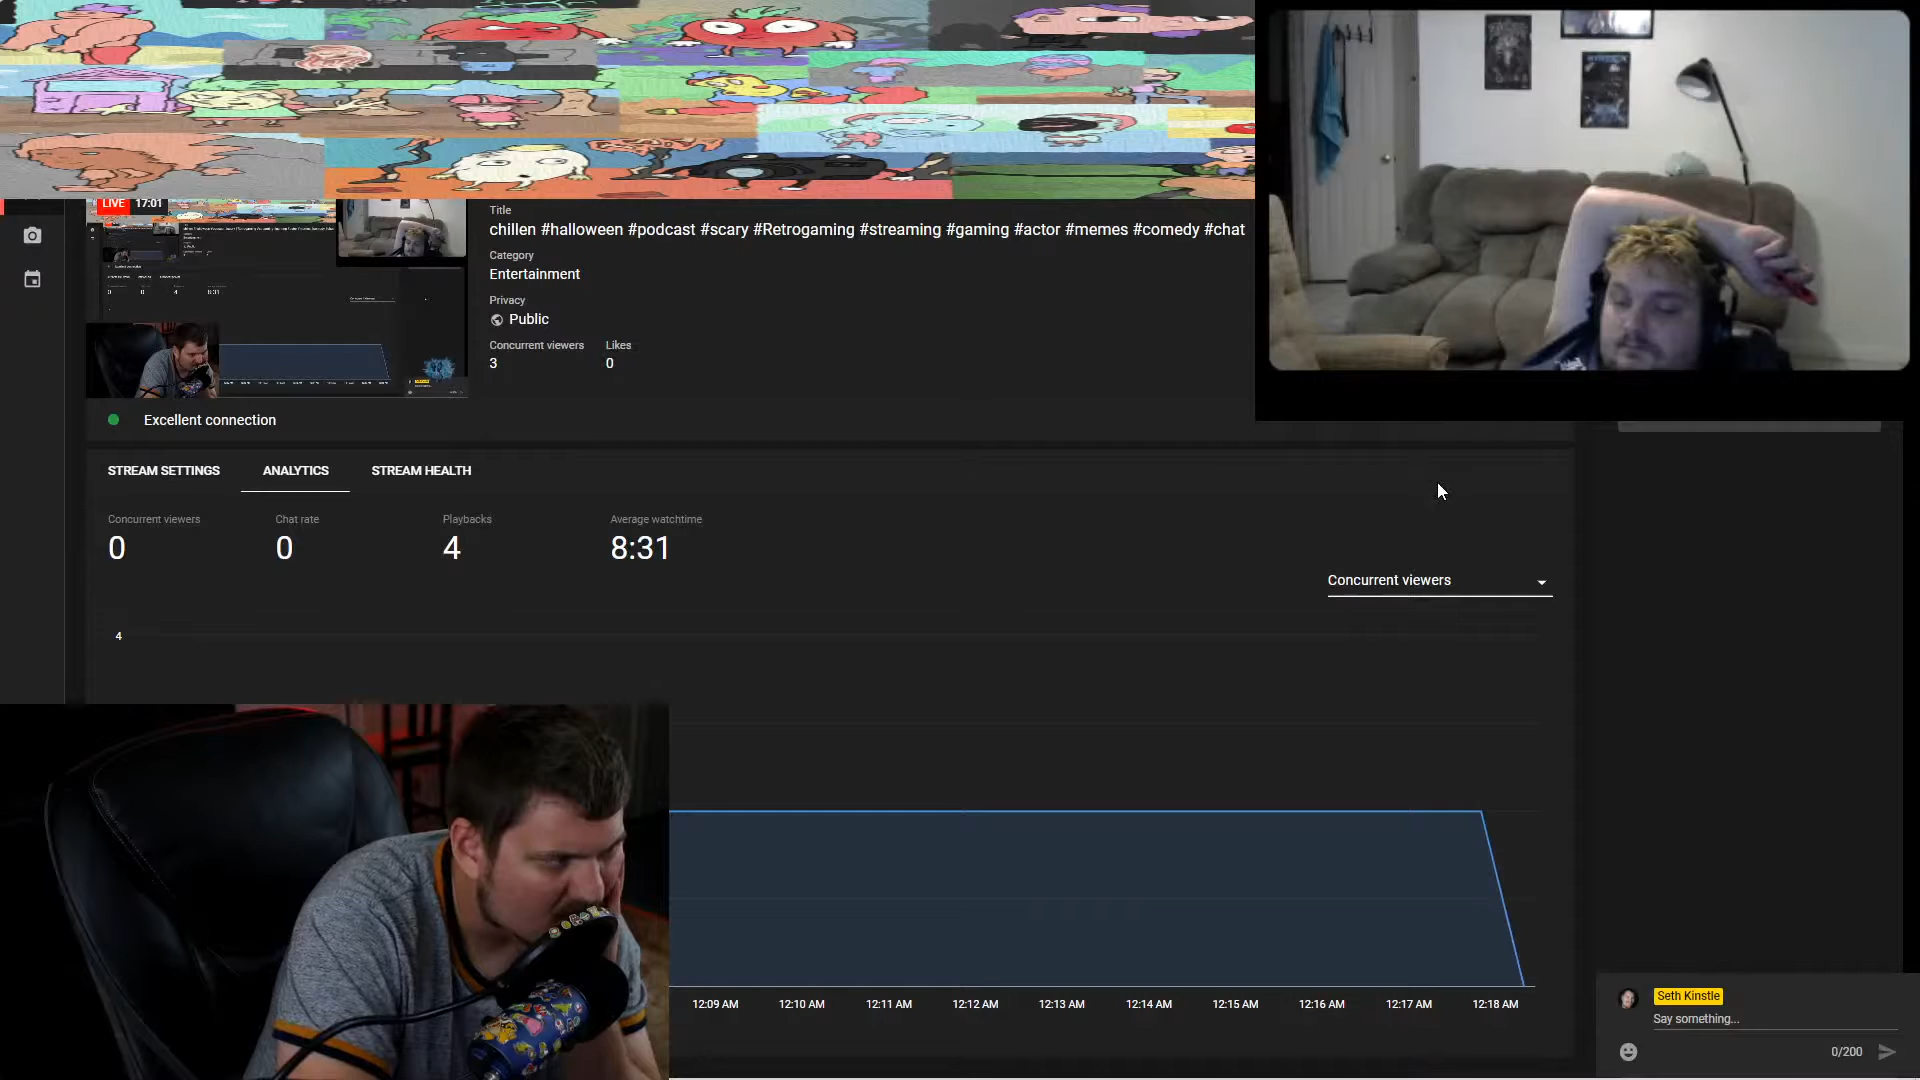 LIVE 17:01
Title
chillen #halloween #podcast #scary #Retrogaming #streaming #gaming #actor #memes #comedy #chat
Category
Entertainment
Privacy
Public
Concurrent viewers Likes
3 0
Excellent connection
STREAM SETTINGS ANALYTICS STREAM HEALTH
Concurrent viewers Chat rate Playbacks Average watchtime
0 0 4 8:31
Concurrent viewers
4
12:09 AM 12:10 AM 12:11 AM 12:12 AM 12:13 AM 12:14 AM 12:15 AM 12:16 AM 12:17 AM 12:18 AM
Seth Kinstle
Say something...
0/200